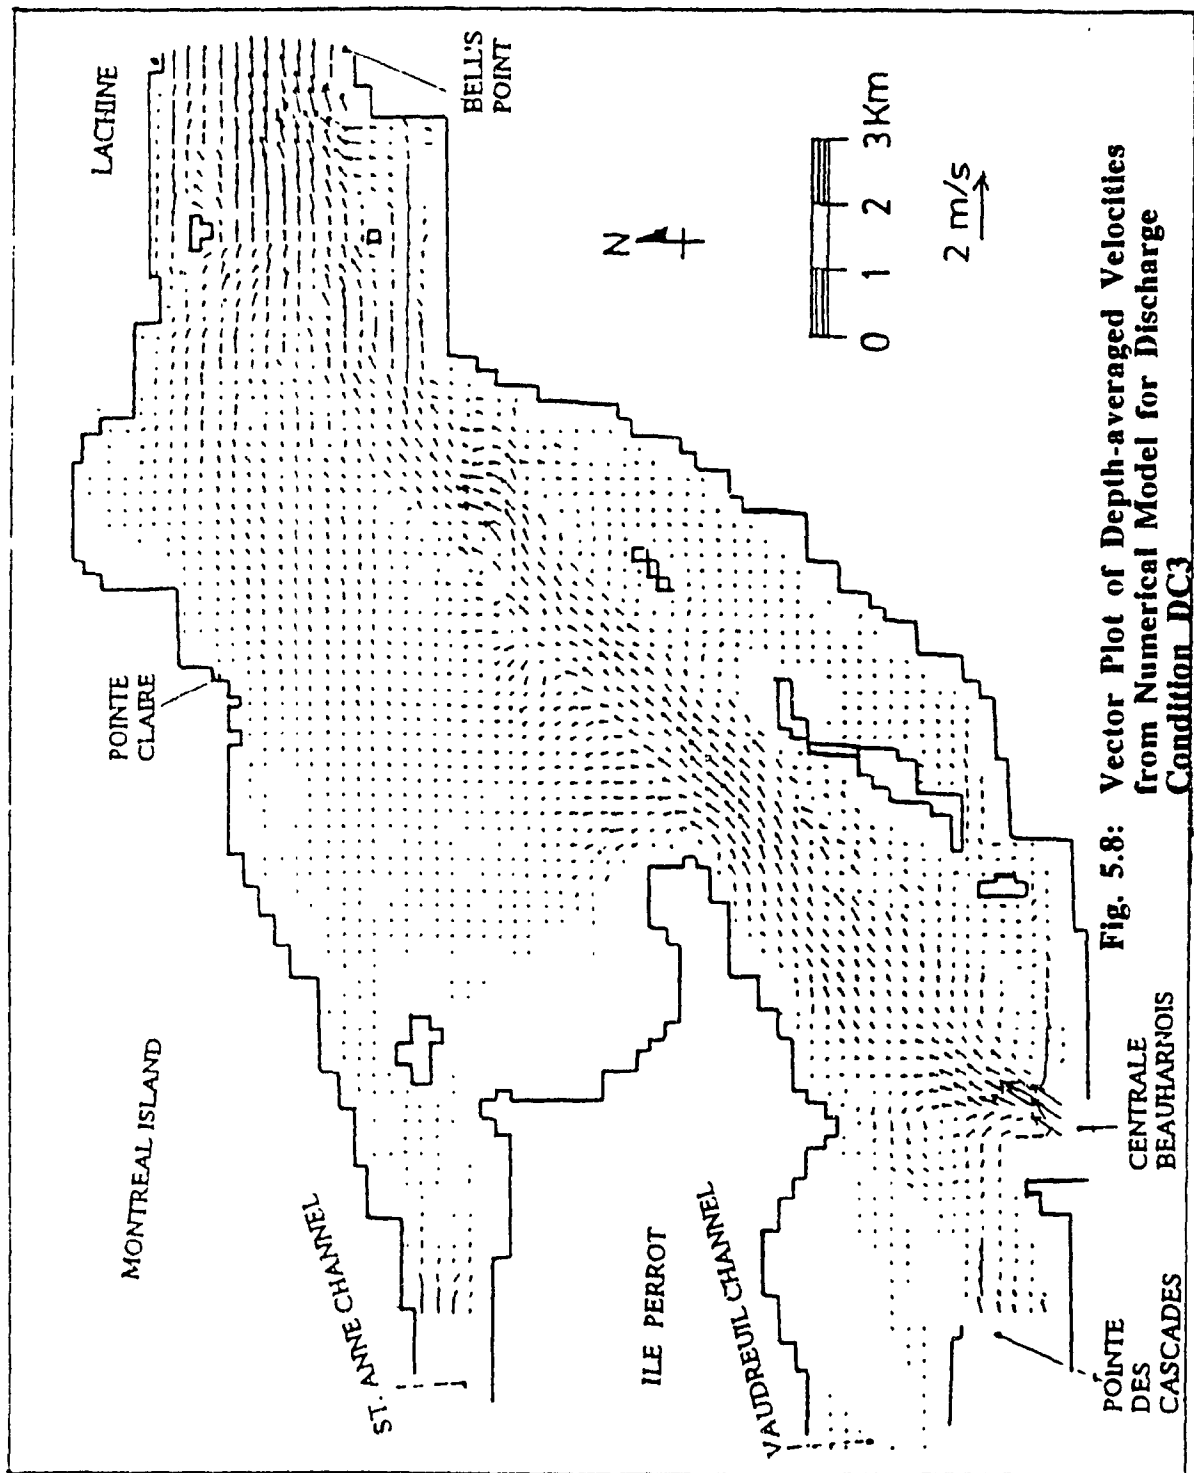 MONTREAL ISLAND
POINTE
CLAIRE
LACHINE
BELL'S
POINT
ST. ANNE CHANNEL
ILE PERROT
VAUDREUIL CHANNEL
POINTE
DES
CASCADES
CENTRALE
BEAUHARNOIS
N
0 1 2 3Km
2 m/s
Fig. 5.8: Vector Plot of Depth-averaged Velocities
from Numerical Model for Discharge
Condition DC3